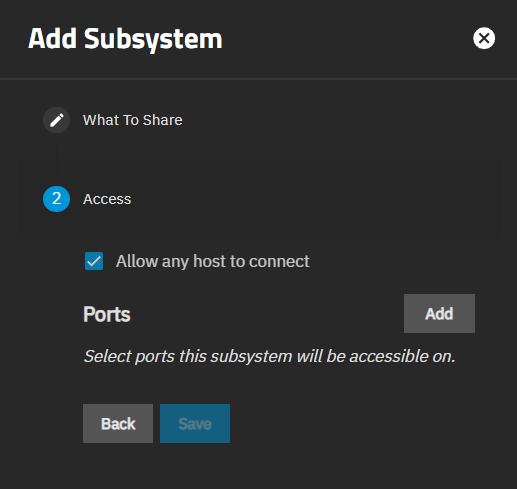 Add Subsystem
What To Share
2 Access
Allow any host to connect
Ports Add
Select ports this subsystem will be accessible on.
Back Save